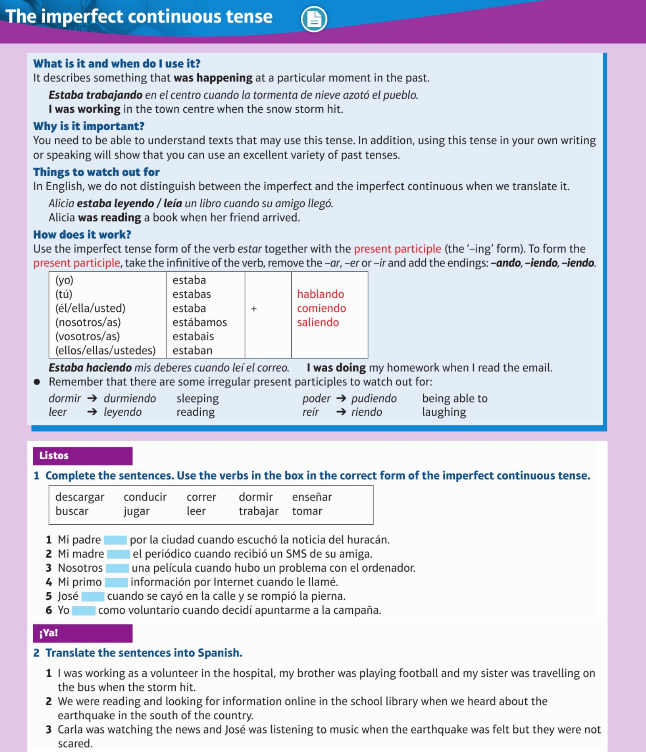 The imperfect continuous tense
What is it and when do I use it?
It describes something that was happening at a particular moment in the past.
Estaba trabajando en el centro cuando la tormenta de nieve azotó el pueblo.
I was working in the town centre when the snow storm hit.
Why is it important?
You need to be able to understand texts that may use this tense. In addition, using this tense in your own writing
or speaking will show that you can use an excellent variety of past tenses.
Things to watch out for
In English, we do not distinguish between the imperfect and the imperfect continuous when we translate it.
Alicia estaba leyendo / leía un libro cuando su amigo llegó.
Alicia was reading a book when her friend arrived.
How does it work?
Use the imperfect tense form of the verb estar together with the present participle (the '–ing' form). To form the
present participle, take the infinitive of the verb, remove the –ar, –er or –ir and add the endings: –ando, –iendo, –iendo.
(yo) estaba
(tú) estabas hablando
(él/ella/usted) estaba + comiendo
(nosotros/as) estábamos saliendo
(vosotros/as) estabais
(ellos/ellas/ustedes) estaban
Estaba haciendo mis deberes cuando leí el correo. I was doing my homework when I read the email.
● Remember that there are some irregular present participles to watch out for:
dormir ➔ durmiendo sleeping poder ➔ pudiendo being able to
leer ➔ leyendo reading reír ➔ riendo laughing
Listos
1 Complete the sentences. Use the verbs in the box in the correct form of the imperfect continuous tense.
descargar conducir correr dormir enseñar
buscar jugar leer trabajar tomar
1 Mi padre por la ciudad cuando escuchó la noticia del huracán.
2 Mi madre el periódico cuando recibió un SMS de su amiga.
3 Nosotros una película cuando hubo un problema con el ordenador.
4 Mi primo información por Internet cuando le llamé.
5 José cuando se cayó en la calle y se rompió la pierna.
6 Yo como voluntario cuando decidí apuntarme a la campaña.
¡Ya!
2 Translate the sentences into Spanish.
1 I was working as a volunteer in the hospital, my brother was playing football and my sister was travelling on
the bus when the storm hit.
2 We were reading and looking for information online in the school library when we heard about the
earthquake in the south of the country.
3 Carla was watching the news and José was listening to music when the earthquake was felt but they were not
scared.